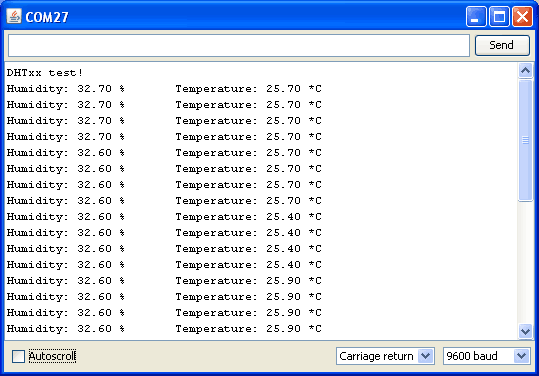 COM27
Send
DHTxx test!
Humidity: 32.70 % Temperature: 25.70 *C
Humidity: 32.70 % Temperature: 25.70 *C
Humidity: 32.70 % Temperature: 25.70 *C
Humidity: 32.70 % Temperature: 25.70 *C
Humidity: 32.60 % Temperature: 25.70 *C
Humidity: 32.60 % Temperature: 25.70 *C
Humidity: 32.60 % Temperature: 25.70 *C
Humidity: 32.60 % Temperature: 25.70 *C
Humidity: 32.60 % Temperature: 25.40 *C
Humidity: 32.60 % Temperature: 25.40 *C
Humidity: 32.60 % Temperature: 25.40 *C
Humidity: 32.60 % Temperature: 25.40 *C
Humidity: 32.60 % Temperature: 25.90 *C
Humidity: 32.60 % Temperature: 25.90 *C
Humidity: 32.60 % Temperature: 25.90 *C
Humidity: 32.60 % Temperature: 25.90 *C
Autoscroll Carriage return 9600 baud